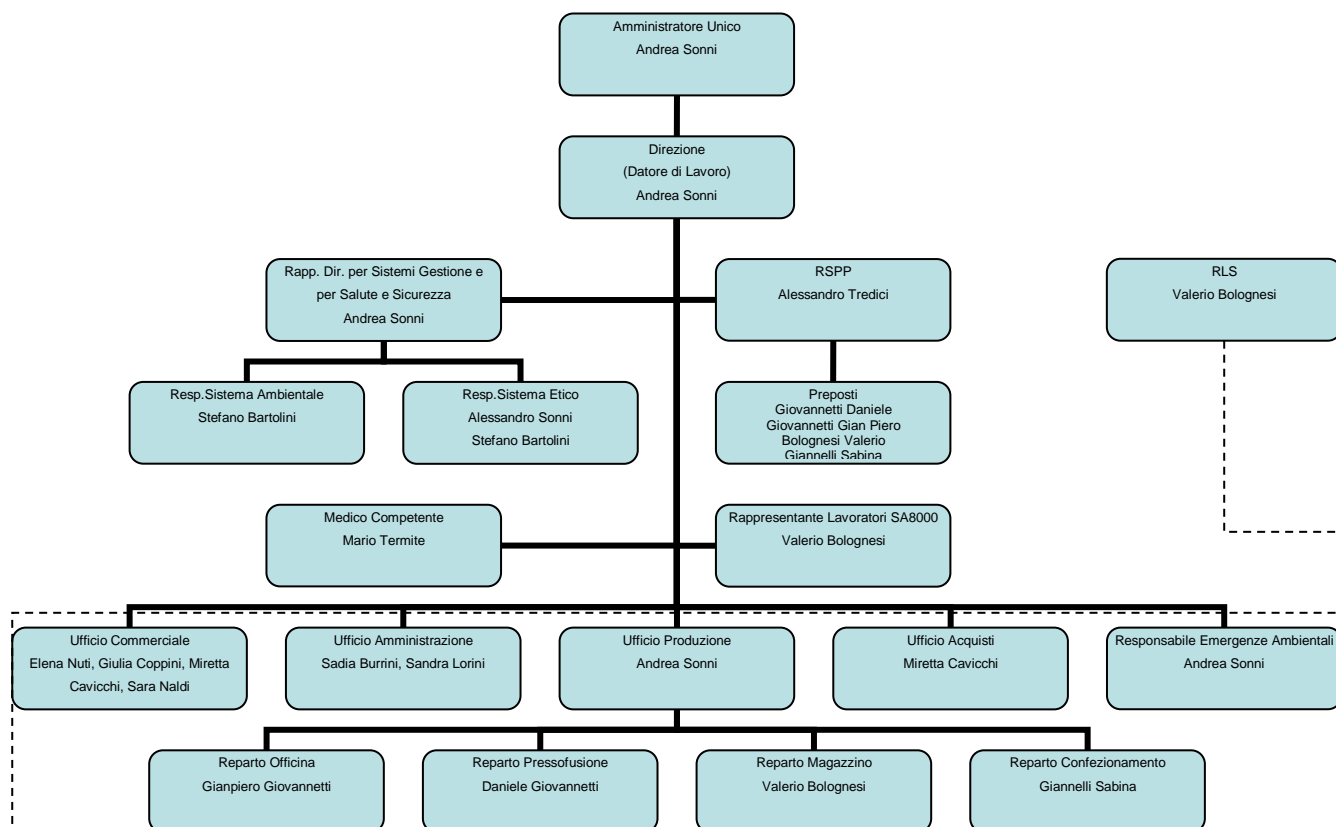 Amministratore Unico
Andrea Sonni
Direzione
(Datore di Lavoro)
Andrea Sonni
Rapp. Dir. per Sistemi Gestione e
per Salute e Sicurezza
Andrea Sonni
RSPP
Alessandro Tredici
RLS
Valerio Bolognesi
Resp.Sistema Ambientale
Stefano Bartolini
Resp.Sistema Etico
Alessandro Sonni
Stefano Bartolini
Preposti
Giovannetti Daniele
Giovannetti Gian Piero
Bolognesi Valerio
Giannelli Sabina
Medico Competente
Mario Termite
Rappresentante Lavoratori SA8000
Valerio Bolognesi
Ufficio Commerciale
Elena Nuti, Giulia Coppini, Miretta
Cavicchi, Sara Naldi
Ufficio Amministrazione
Sadia Burrini, Sandra Lorini
Ufficio Produzione
Andrea Sonni
Ufficio Acquisti
Miretta Cavicchi
Responsabile Emergenze Ambientali
Andrea Sonni
Reparto Officina
Gianpiero Giovannetti
Reparto Pressofusione
Daniele Giovannetti
Reparto Magazzino
Valerio Bolognesi
Reparto Confezionamento
Giannelli Sabina